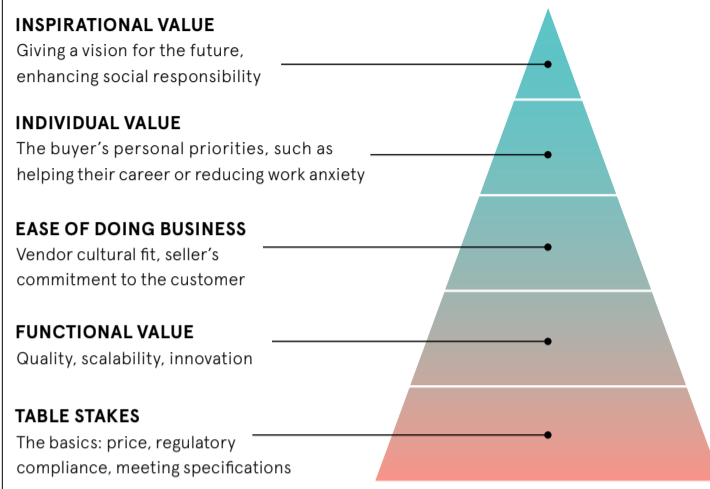 INSPIRATIONAL VALUE
Giving a vision for the future,
enhancing social responsibility
INDIVIDUAL VALUE
The buyer’s personal priorities, such as
helping their career or reducing work anxiety
EASE OF DOING BUSINESS
Vendor cultural fit, seller’s
commitment to the customer
FUNCTIONAL VALUE
Quality, scalability, innovation
TABLE STAKES
The basics: price, regulatory
compliance, meeting specifications